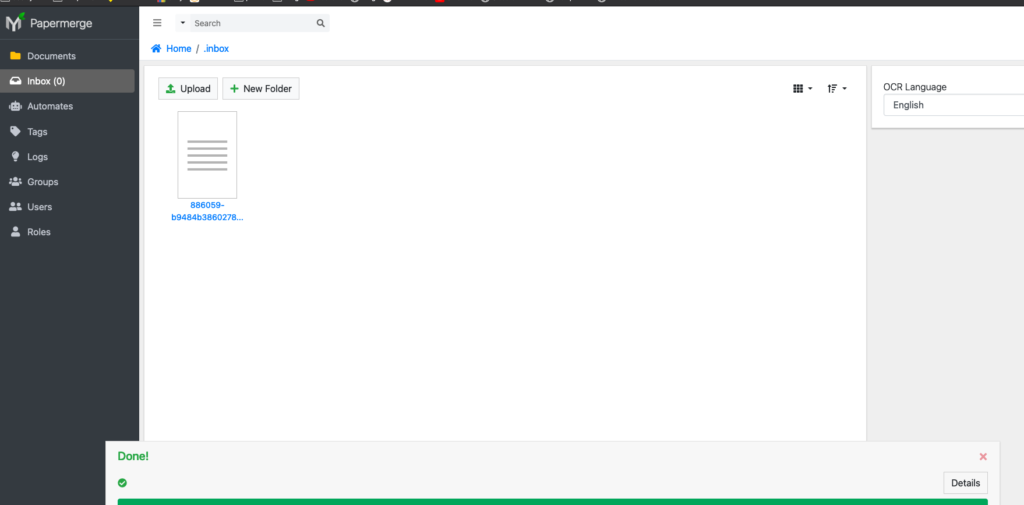 Papermerge
Documents
Inbox (0)
Automates
Tags
Logs
Groups
Users
Roles
Search
Home / .inbox
Upload
New Folder
886059-
b9484b3860278...
OCR Language
English
Done!
Details